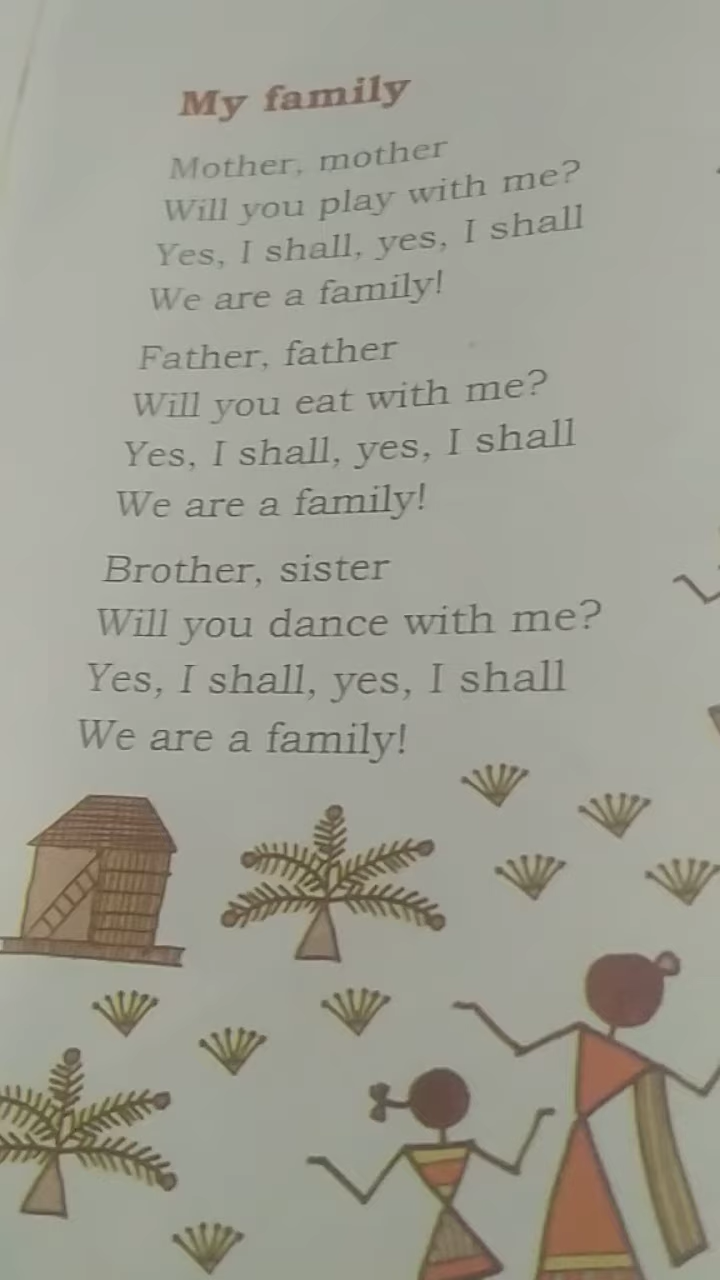 My family
Mother, mother
Will you play with me?
Yes, I shall, yes, I shall
We are a family!
Father, father
Will you eat with me?
Yes, I shall, yes, I shall
We are a family!
Brother, sister
Will you dance with me?
Yes, I shall, yes, I shall
We are a family!